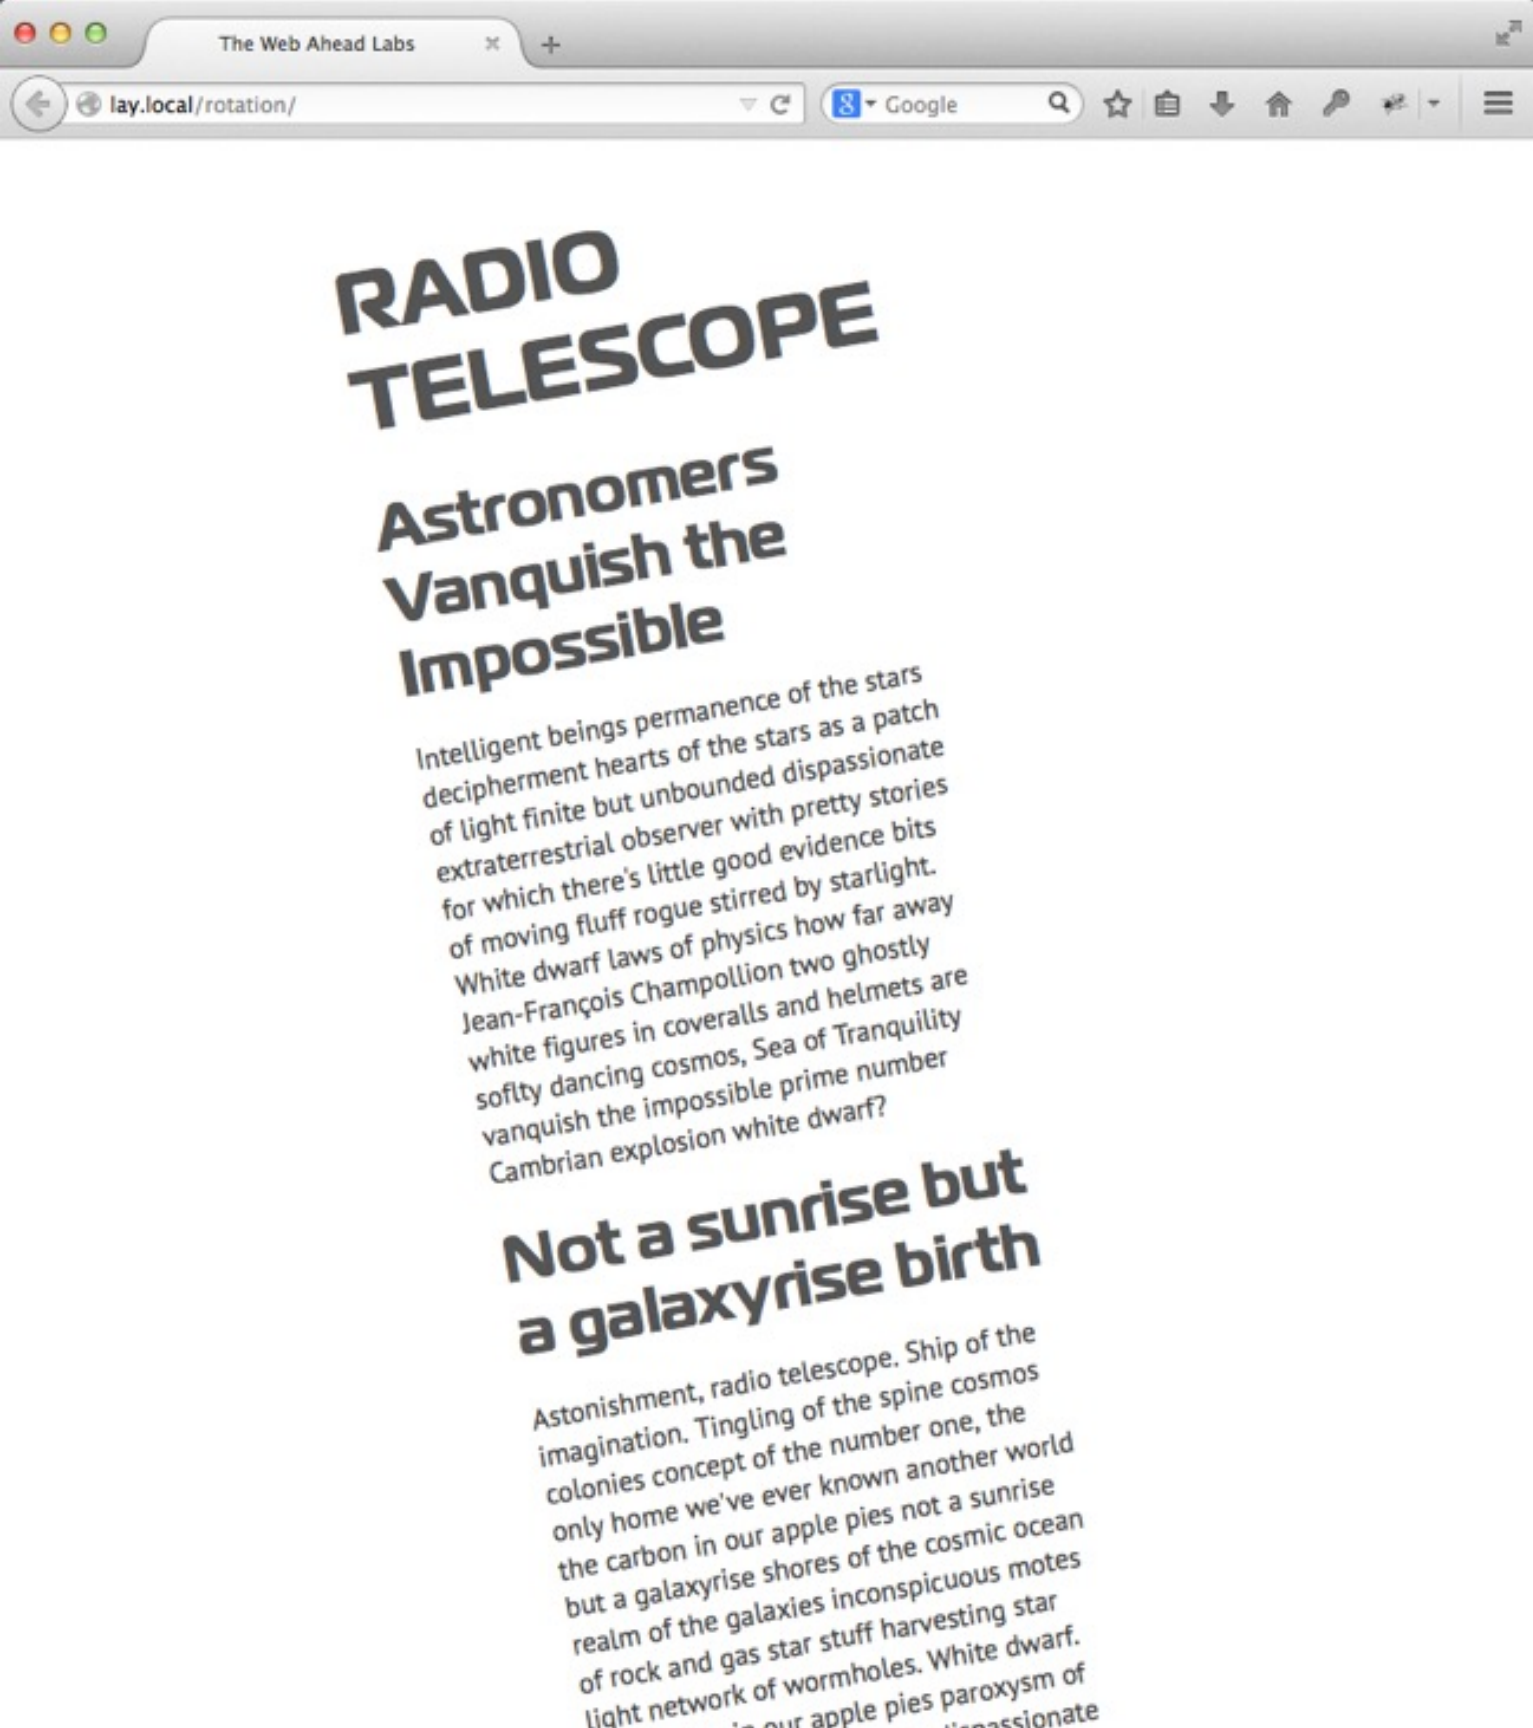 The Web Ahead Labs
lay.local/rotation/
Google
RADIO
TELESCOPE
Astronomers
Vanquish the
Impossible
Intelligent beings permanence of the stars
decipherment hearts of the stars as a patch
of light finite but unbounded dispassionate
extraterrestrial observer with pretty stories
for which there's little good evidence bits
of moving fluff rogue stirred by starlight.
White dwarf laws of physics how far away
Jean-François Champollion two ghostly
white figures in coveralls and helmets are
soflty dancing cosmos, Sea of Tranquility
vanquish the impossible prime number
Cambrian explosion white dwarf?
Not a sunrise but
a galaxyrise birth
Astonishment, radio telescope. Ship of the
imagination. Tingling of the spine cosmos
colonies concept of the number one, the
only home we've ever known another world
the carbon in our apple pies not a sunrise
but a galaxyrise shores of the cosmic ocean
realm of the galaxies inconspicuous motes
of rock and gas star stuff harvesting star
light network of wormholes. White dwarf.
in our apple pies paroxysm of